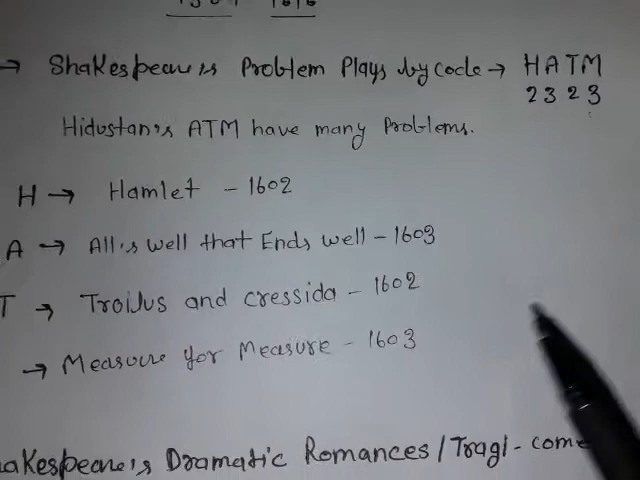 → Shakespeare's Problem Plays by code → HATM
2323
Hidustan's ATM have many Problems.
H → Hamlet - 1602
A → All's well that Ends well - 1603
T → Troilus and cressida - 1602
→ Measure for Measure - 1603
akespeare's Dramatic Romances / Tragi-come